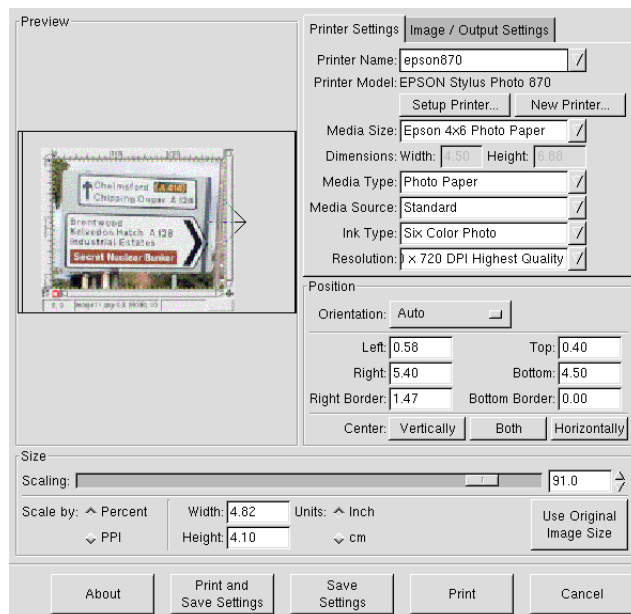 Preview
Chelmsford A 414
Chipping Ongar A 128
Brentwood
Kelvedon Hatch A 128
Industrial Estates
Secret Nuclear Bunker
Printer Settings Image / Output Settings
Printer Name: epson870
Printer Model: EPSON Stylus Photo 870
Setup Printer... New Printer...
Media Size: Epson 4x6 Photo Paper
Dimensions: Width: 4.50 Height: 6.88
Media Type: Photo Paper
Media Source: Standard
Ink Type: Six Color Photo
Resolution: x 720 DPI Highest Quality
Position
Orientation: Auto
Left: 0.58 Top: 0.40
Right: 5.40 Bottom: 4.50
Right Border: 1.47 Bottom Border: 0.00
Center: Vertically Both Horizontally
Size
Scaling: 91.0
Scale by: Percent Width: 4.82 Units: Inch
PPI Height: 4.10 cm
Use Original
Image Size
About Print and Save Settings Save Settings Print Cancel